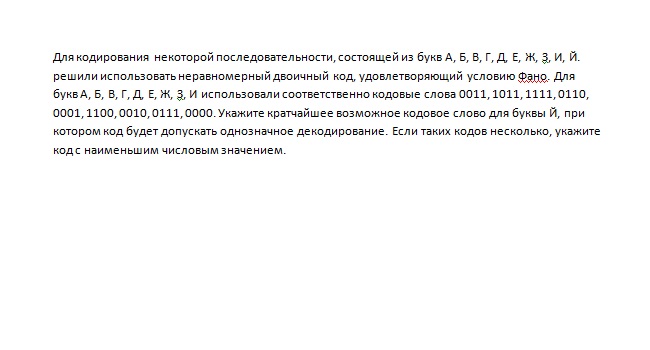 Для кодирования некоторой последовательности, состоящей из букв А, Б, В, Г, Д, Е, Ж, З, И, Й.
решили использовать неравномерный двоичный код, удовлетворяющий условию Фано. Для
букв А, Б, В, Г, Д, Е, Ж, З, И использовали соответственно кодовые слова 0011, 1011, 1111, 0110,
0001, 1100, 0010, 0111, 0000. Укажите кратчайшее возможное кодовое слово для буквы Й, при
котором код будет допускать однозначное декодирование. Если таких кодов несколько, укажите
код с наименьшим числовым значением.